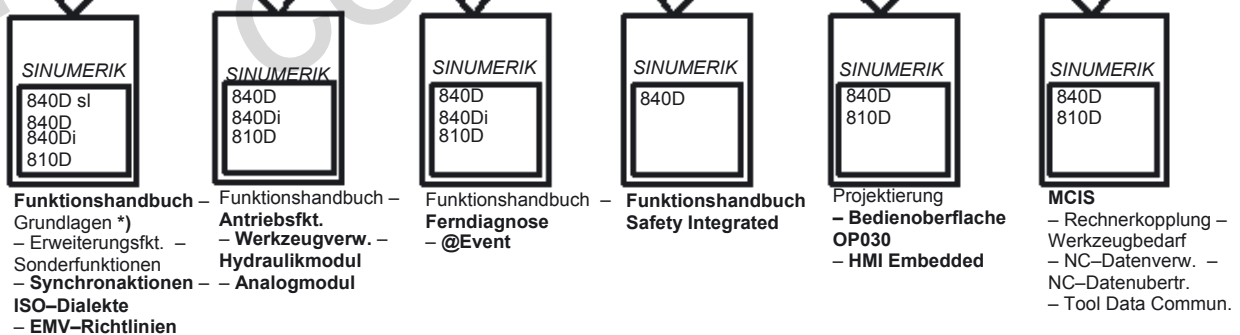 SINUMERIK
840D sl
840D
840Di
810D
Funktionshandbuch –
Grundlagen *)
– Erweiterungsfkt. –
Sonderfunktionen
– Synchronaktionen –
ISO–Dialekte
– EMV–Richtlinien
SINUMERIK
840D
840Di
810D
Funktionshandbuch –
Antriebsfkt.
– Werkzeugverw. –
Hydraulikmodul
– Analogmodul
SINUMERIK
840D
840Di
810D
Funktionshandbuch –
Ferndiagnose
– @Event
SINUMERIK
840D
Funktionshandbuch
Safety Integrated
SINUMERIK
840D
810D
Projektierung
– Bedienoberflache
OP030
– HMI Embedded
SINUMERIK
840D
810D
MCIS
– Rechnerkopplung –
Werkzeugbedarf
– NC–Datenverw. –
NC–Datenubertr.
– Tool Data Commun.